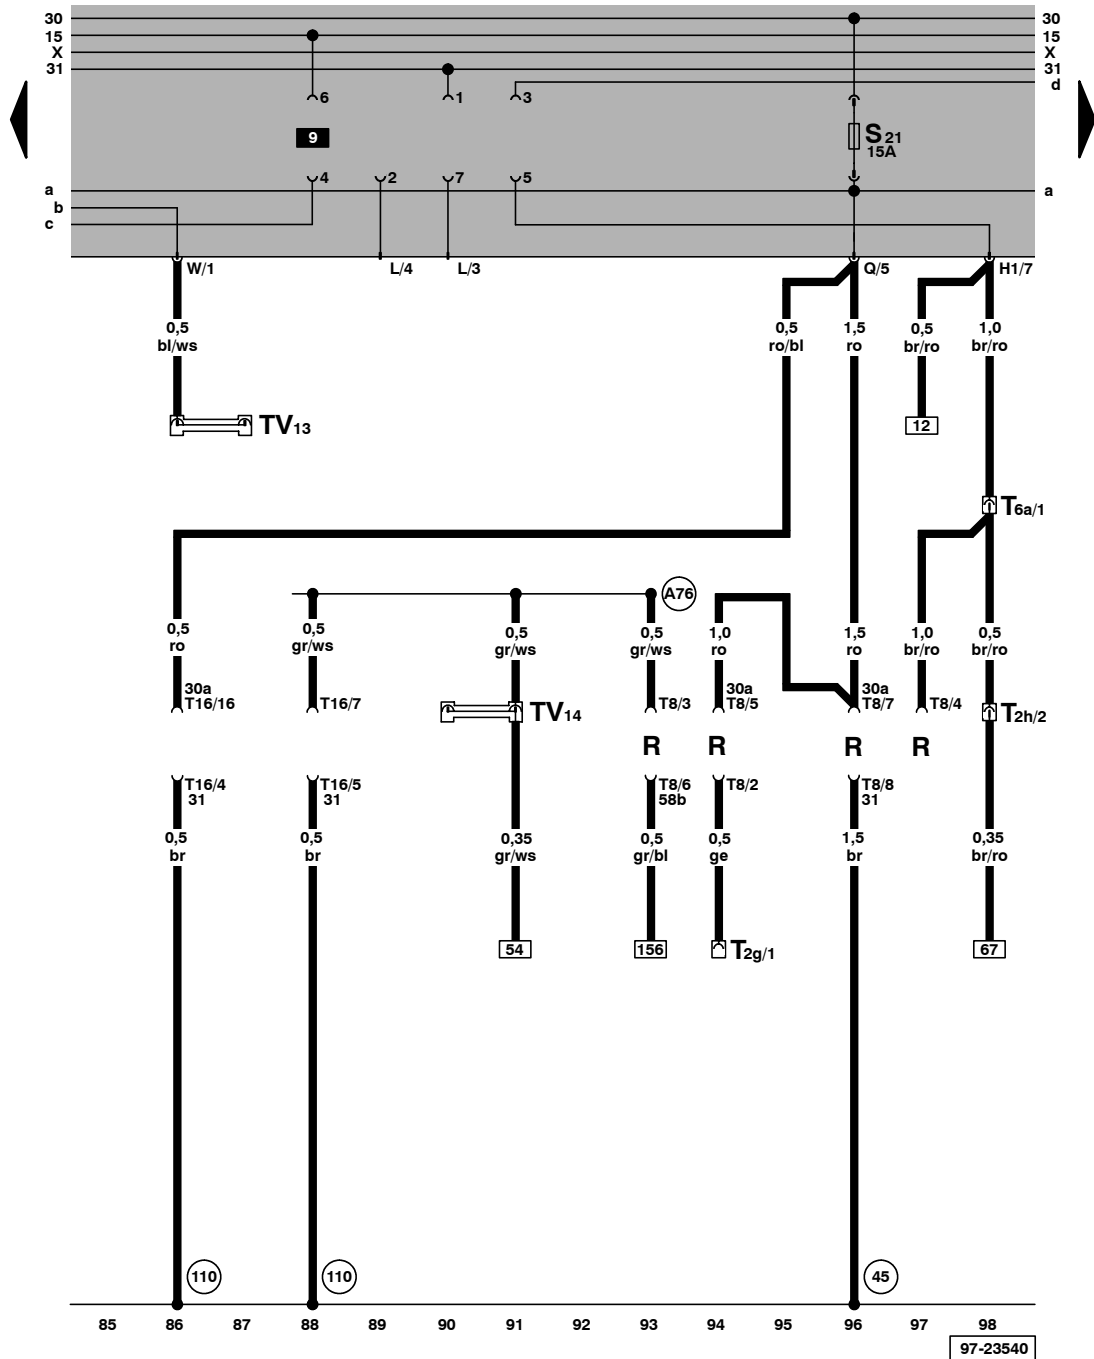 30 30
15 15
X X
31 31
d
6 1 3
9
S21
15A
4 2 7 5
a a
b
c
W/1 L/4 L/3 Q/5 H1/7
0,5 0,5 1,5 0,5 1,0
bl/ws ro/bl ro br/ro br/ro
TV13 12
T6a/1
A76
0,5 0,5 0,5 0,5 1,0 1,5 1,0 0,5
ro gr/ws gr/ws gr/ws ro ro br/ro br/ro
30a 30a 30a
T16/16 T16/7 T8/3 T8/5 T8/7 T8/4
TV14 T2h/2
R R R R
T16/4 T16/5 T8/6 T8/2 T8/8
31 31 58b 31
0,5 0,5 0,35 0,5 0,5 1,5 0,35
br br gr/ws gr/bl ge br br/ro
54 156 T2g/1 67
110 110 45
85 86 87 88 89 90 91 92 93 94 95 96 97 98
97-23540